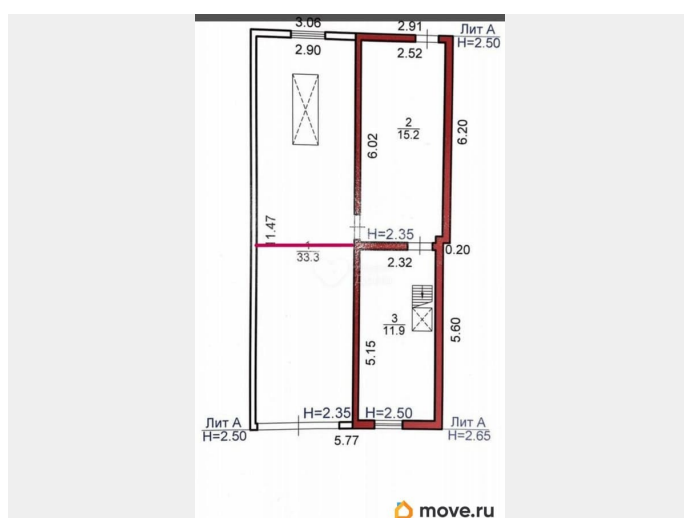 3.06
2.91
Лит А
H=2.50
2.90
2.52
2
15.2
6.02
6.20
11.47
H=2.35
1
33.3
2.32
0.20
3
11.9
5.15
5.60
Лит А
H=2.50
H=2.35
H=2.50
Лит А
H=2.65
5.77
move.ru